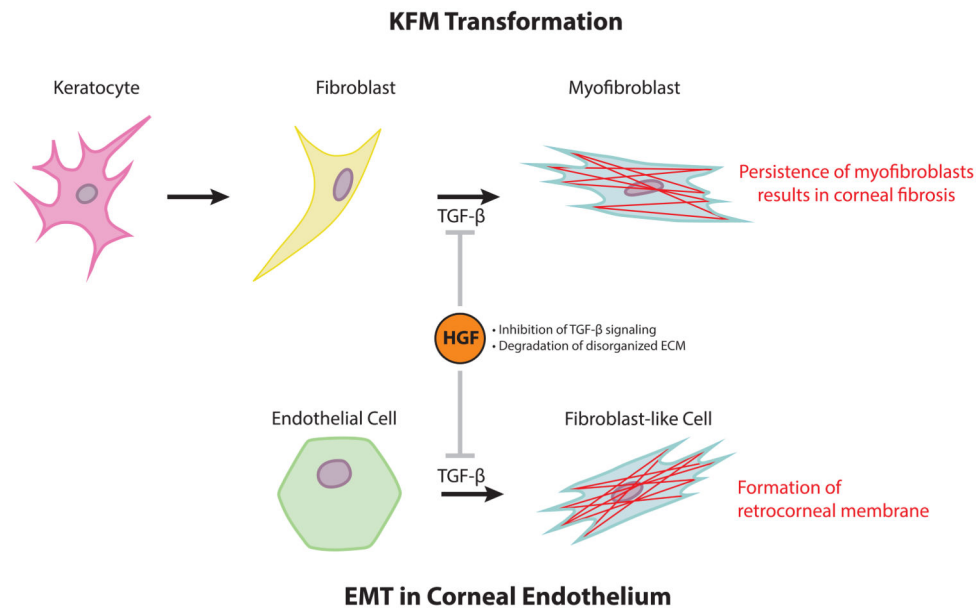 KFM Transformation
Keratocyte
Fibroblast
Myofibroblast
TGF-β
Persistence of myofibroblasts
results in corneal fibrosis
HGF
• Inhibition of TGF-β signaling
• Degradation of disorganized ECM
Endothelial Cell
Fibroblast-like Cell
TGF-β
Formation of
retrocorneal membrane
EMT in Corneal Endothelium